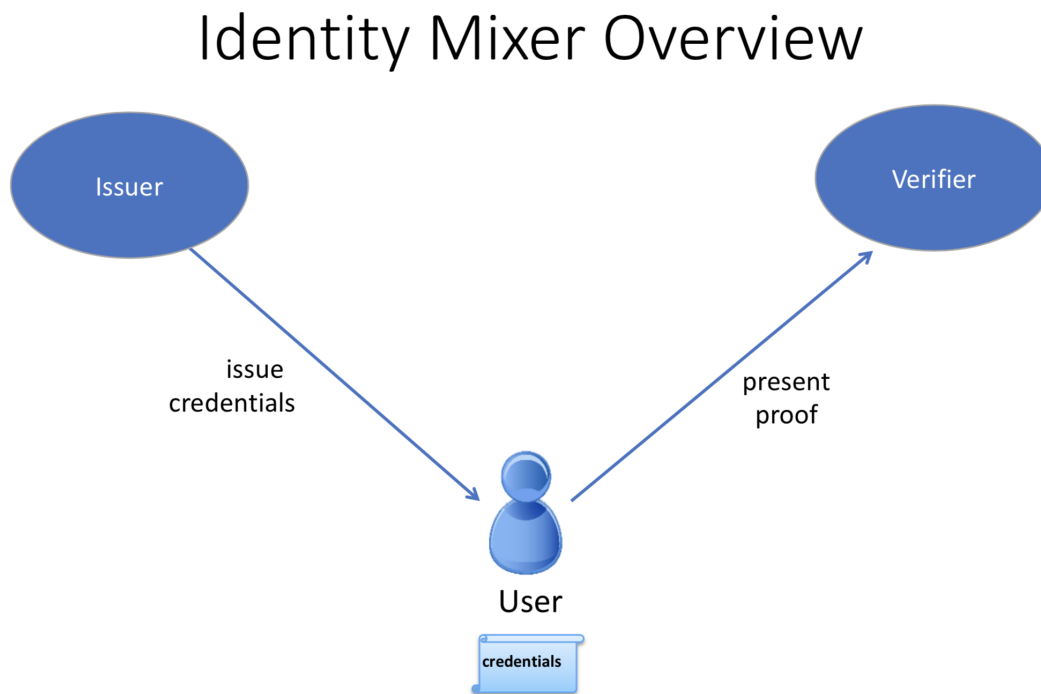 Identity Mixer Overview
Issuer
Verifier
issue
credentials
present
proof
User
credentials